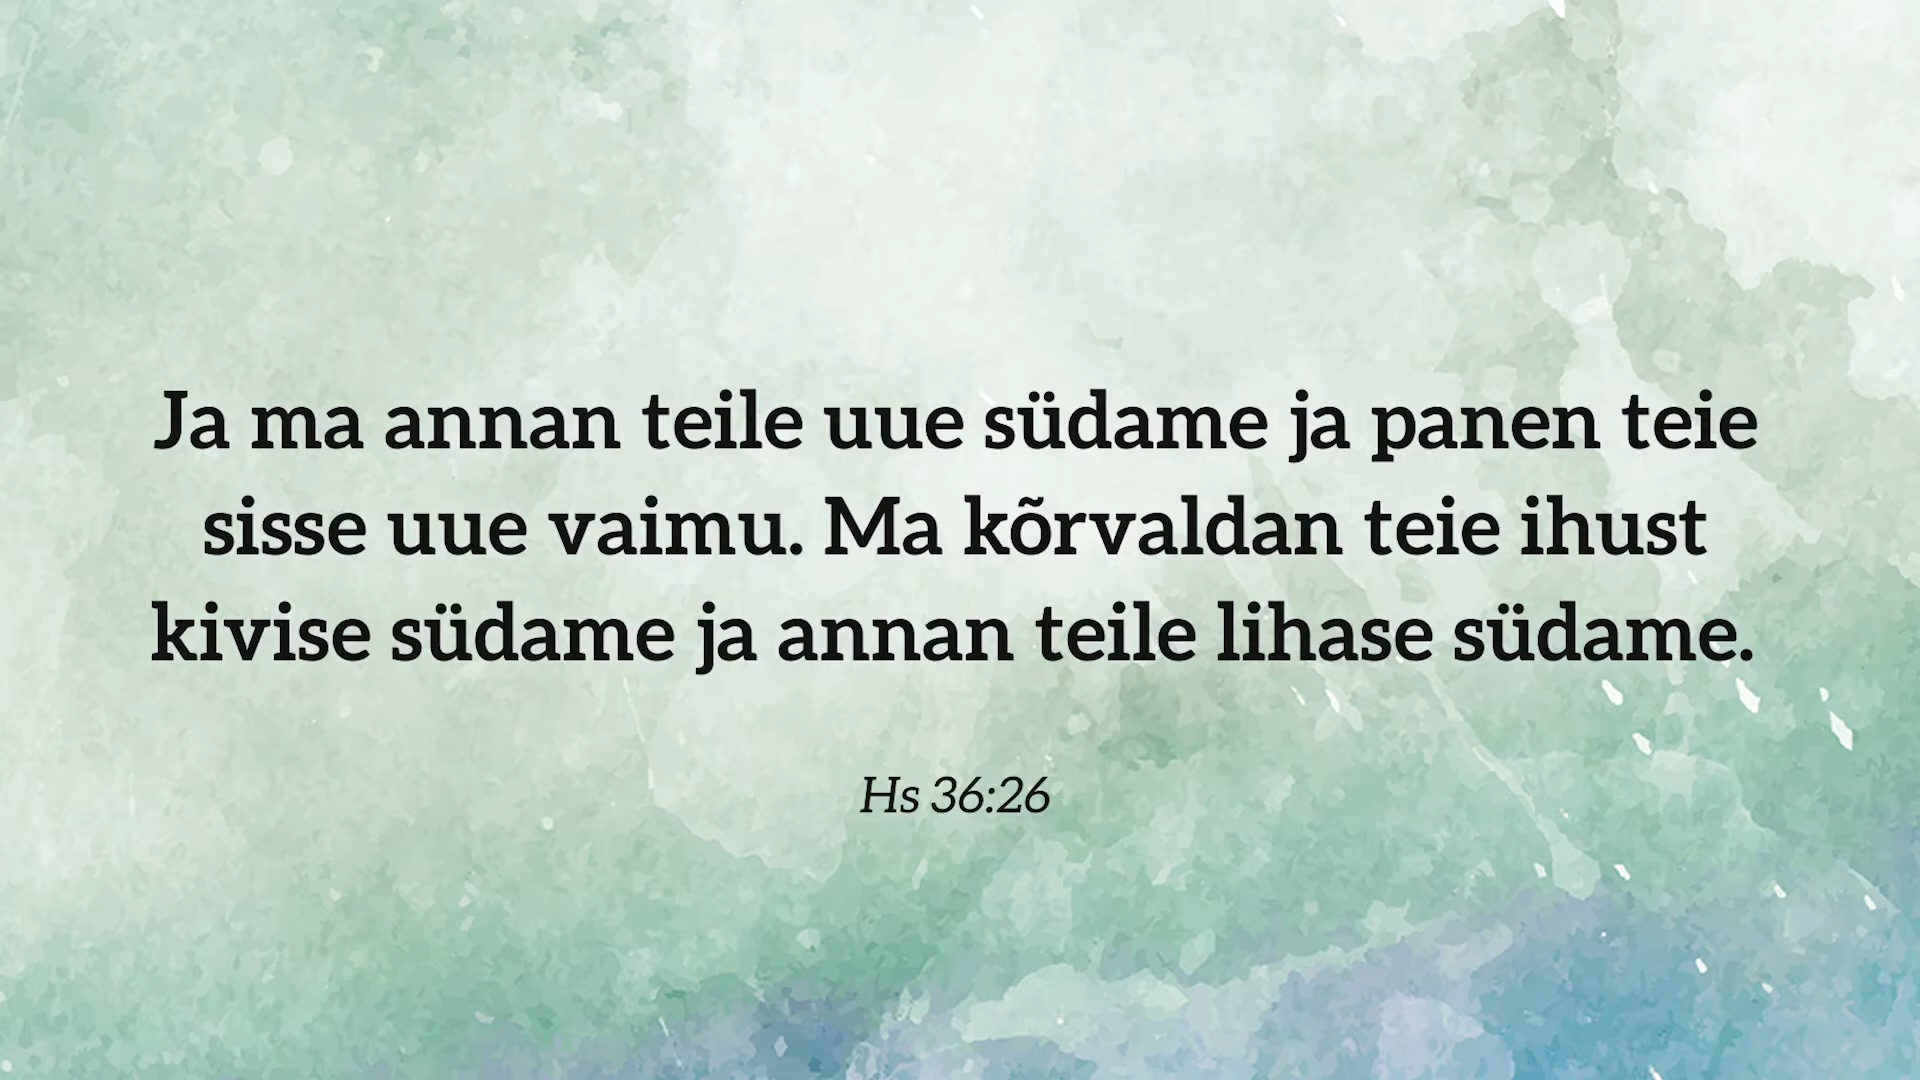 Ja ma annan teile uue südame ja panen teie
sisse uue vaimu. Ma kõrvaldan teie ihust
kivise südame ja annan teile lihase südame.
Hs 36:26